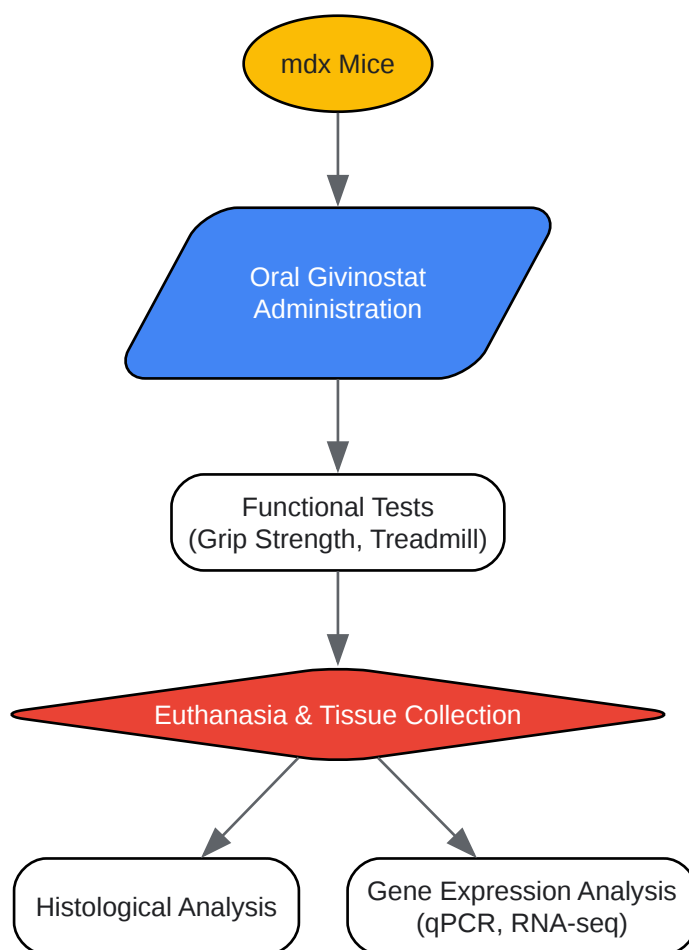 mdx Mice
Oral Givinostat
Administration
Functional Tests
(Grip Strength, Treadmill)
Euthanasia & Tissue Collection
Histological Analysis
Gene Expression Analysis
(qPCR, RNA-seq)